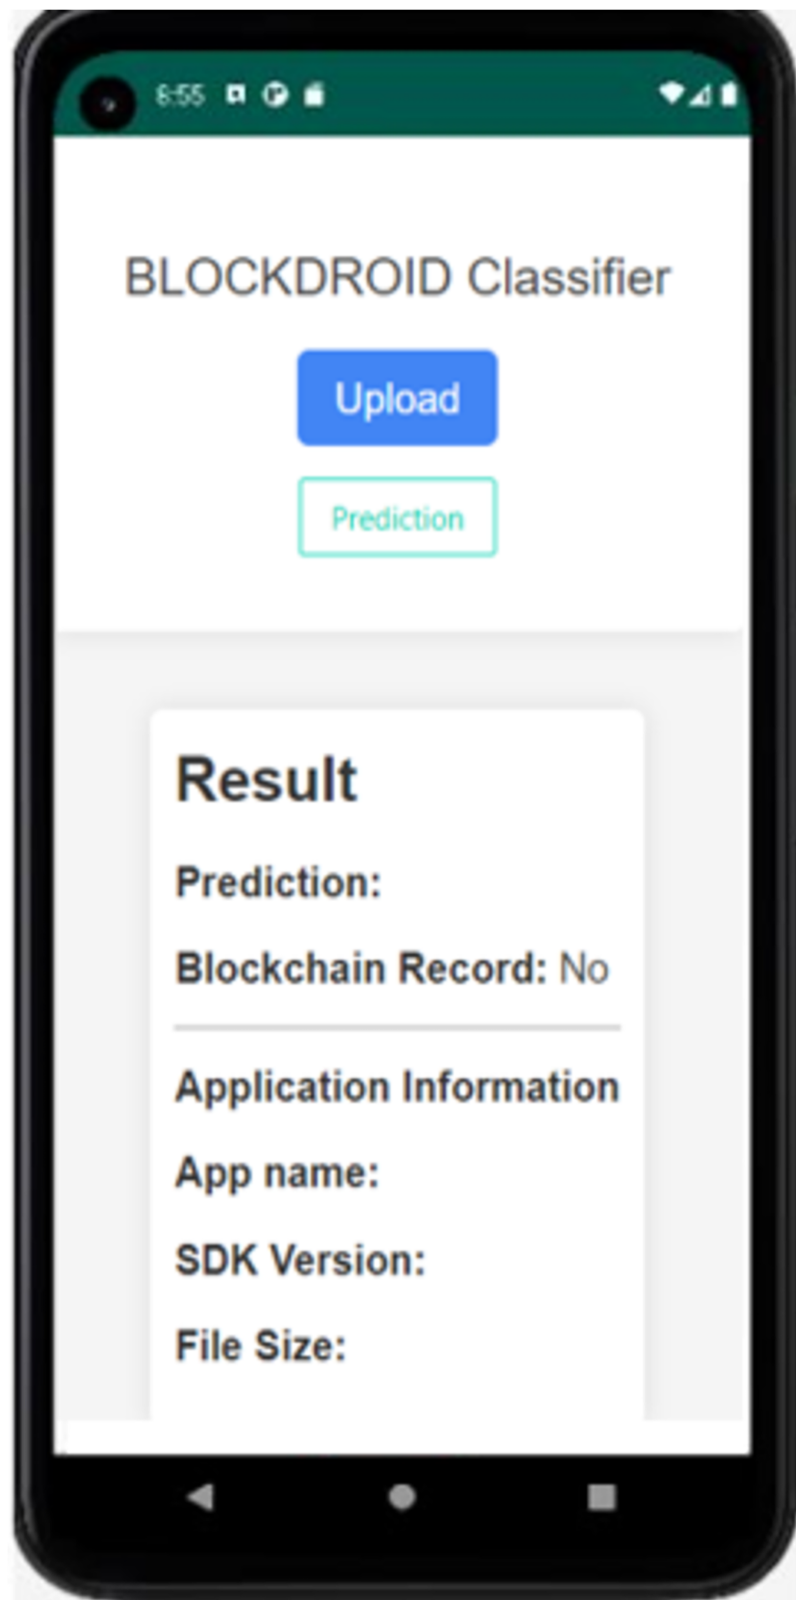 6:55
BLOCKDROID Classifier
Upload
Prediction
Result
Prediction:
Blockchain Record: No
Application Information
App name:
SDK Version:
File Size: